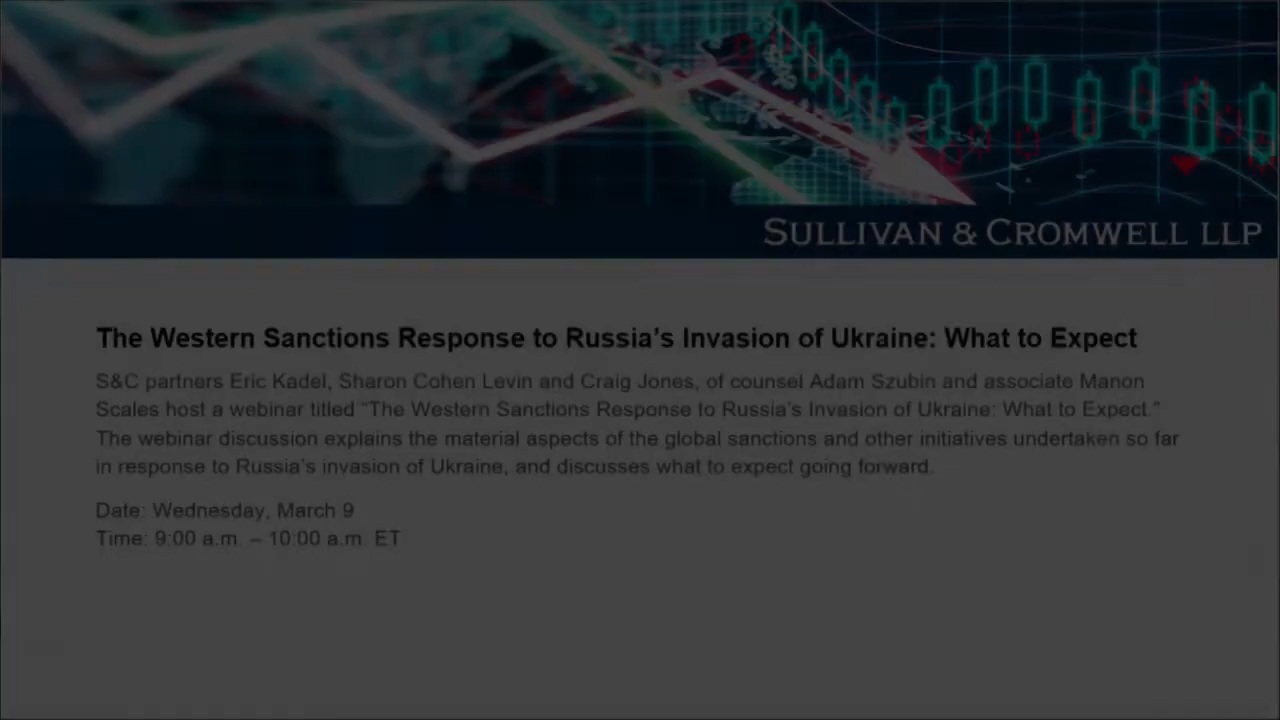 SULLIVAN & CROMWELL LLP
The Western Sanctions Response to Russia's Invasion of Ukraine: What to Expect
S&C partners Eric Kadel, Sharon Cohen Levin and Craig Jones, of counsel Adam Szubin and associate Manon
Scales host a webinar titled "The Western Sanctions Response to Russia's Invasion of Ukraine: What to Expect."
The webinar discussion explains the material aspects of the global sanctions and other initiatives undertaken so far
in response to Russia's invasion of Ukraine, and discusses what to expect going forward.
Date: Wednesday, March 9
Time: 9:00 a.m. – 10:00 a.m. ET